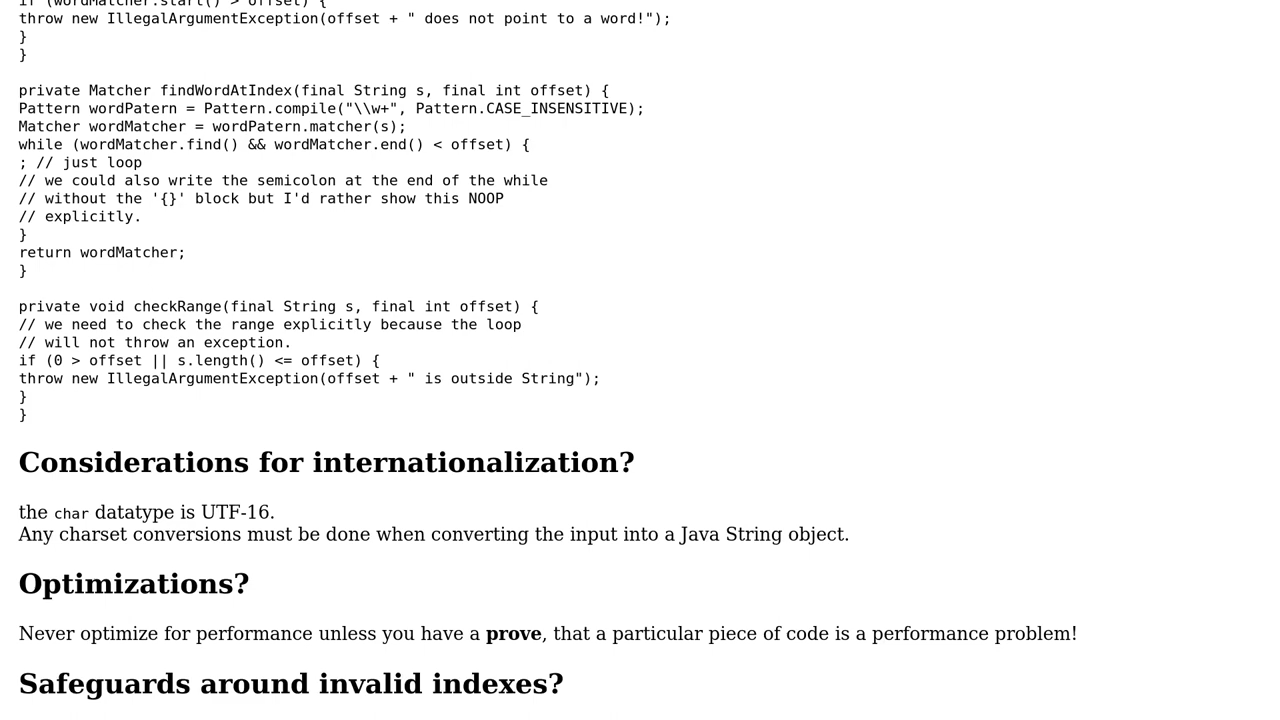 if (wordMatcher.start() > offset) {
throw new IllegalArgumentException(offset + " does not point to a word!");
}
}
private Matcher findWordAtIndex(final String s, final int offset) {
Pattern wordPatern = Pattern.compile("\\w+", Pattern.CASE_INSENSITIVE);
Matcher wordMatcher = wordPatern.matcher(s);
while (wordMatcher.find() && wordMatcher.end() < offset) {
; // just loop
// we could also write the semicolon at the end of the while
// without the '{}' block but I'd rather show this NOOP
// explicitly.
}
return wordMatcher;
}
private void checkRange(final String s, final int offset) {
// we need to check the range explicitly because the loop
// will not throw an exception.
if (0 > offset || s.length() <= offset) {
throw new IllegalArgumentException(offset + " is outside String");
}
}
Considerations for internationalization?
the char datatype is UTF-16.
Any charset conversions must be done when converting the input into a Java String object.
Optimizations?
Never optimize for performance unless you have a prove, that a particular piece of code is a performance problem!
Safeguards around invalid indexes?